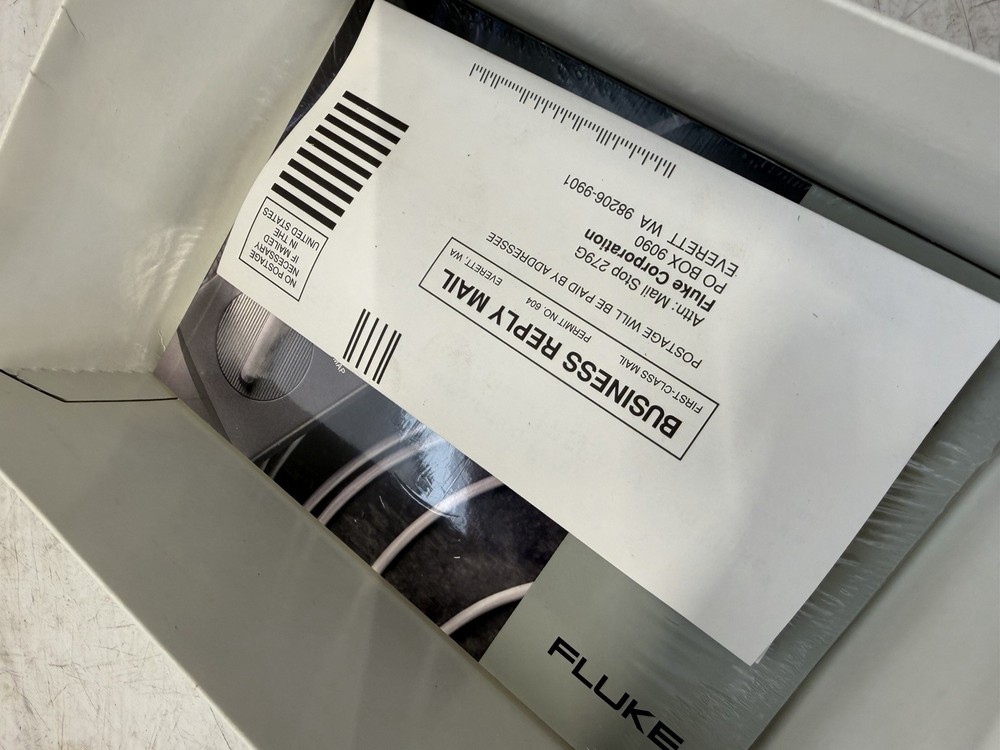 NO POSTAGE
NECESSARY
IF MAILED
IN THE
UNITED STATES
BUSINESS REPLY MAIL
FIRST-CLASS MAIL PERMIT NO. 604 EVERETT, WA
POSTAGE WILL BE PAID BY ADDRESSEE
Attn: Mail Stop 279G
Fluke Corporation
PO BOX 9090
EVERETT WA 98206-9901
FLUKE